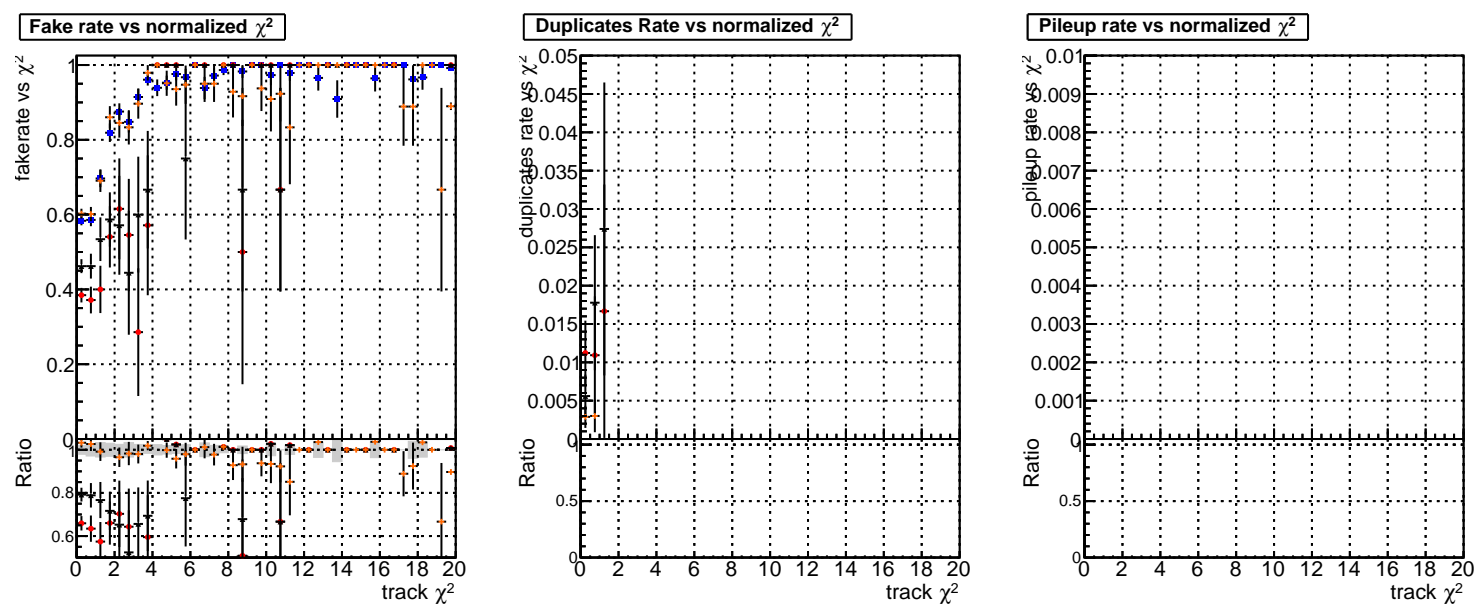 Fake rate vs normalized χ²
fakerate vs χ²
1
0.8
0.6
0.4
0.2
0
Ratio
1
0.8
0.6
0 2 4 6 8 10 12 14 16 18 20
track χ²
Duplicates Rate vs normalized χ²
duplicates rate vs χ²
0.05
0.045
0.04
0.035
0.03
0.025
0.02
0.015
0.01
0.005
0
Ratio
1
0.5
0
0 2 4 6 8 10 12 14 16 18 20
track χ²
Pileup rate vs normalized χ²
pileup rate vs χ²
0.01
0.009
0.008
0.007
0.006
0.005
0.004
0.003
0.002
0.001
0
Ratio
1
0.5
0
0 2 4 6 8 10 12 14 16 18 20
track χ²